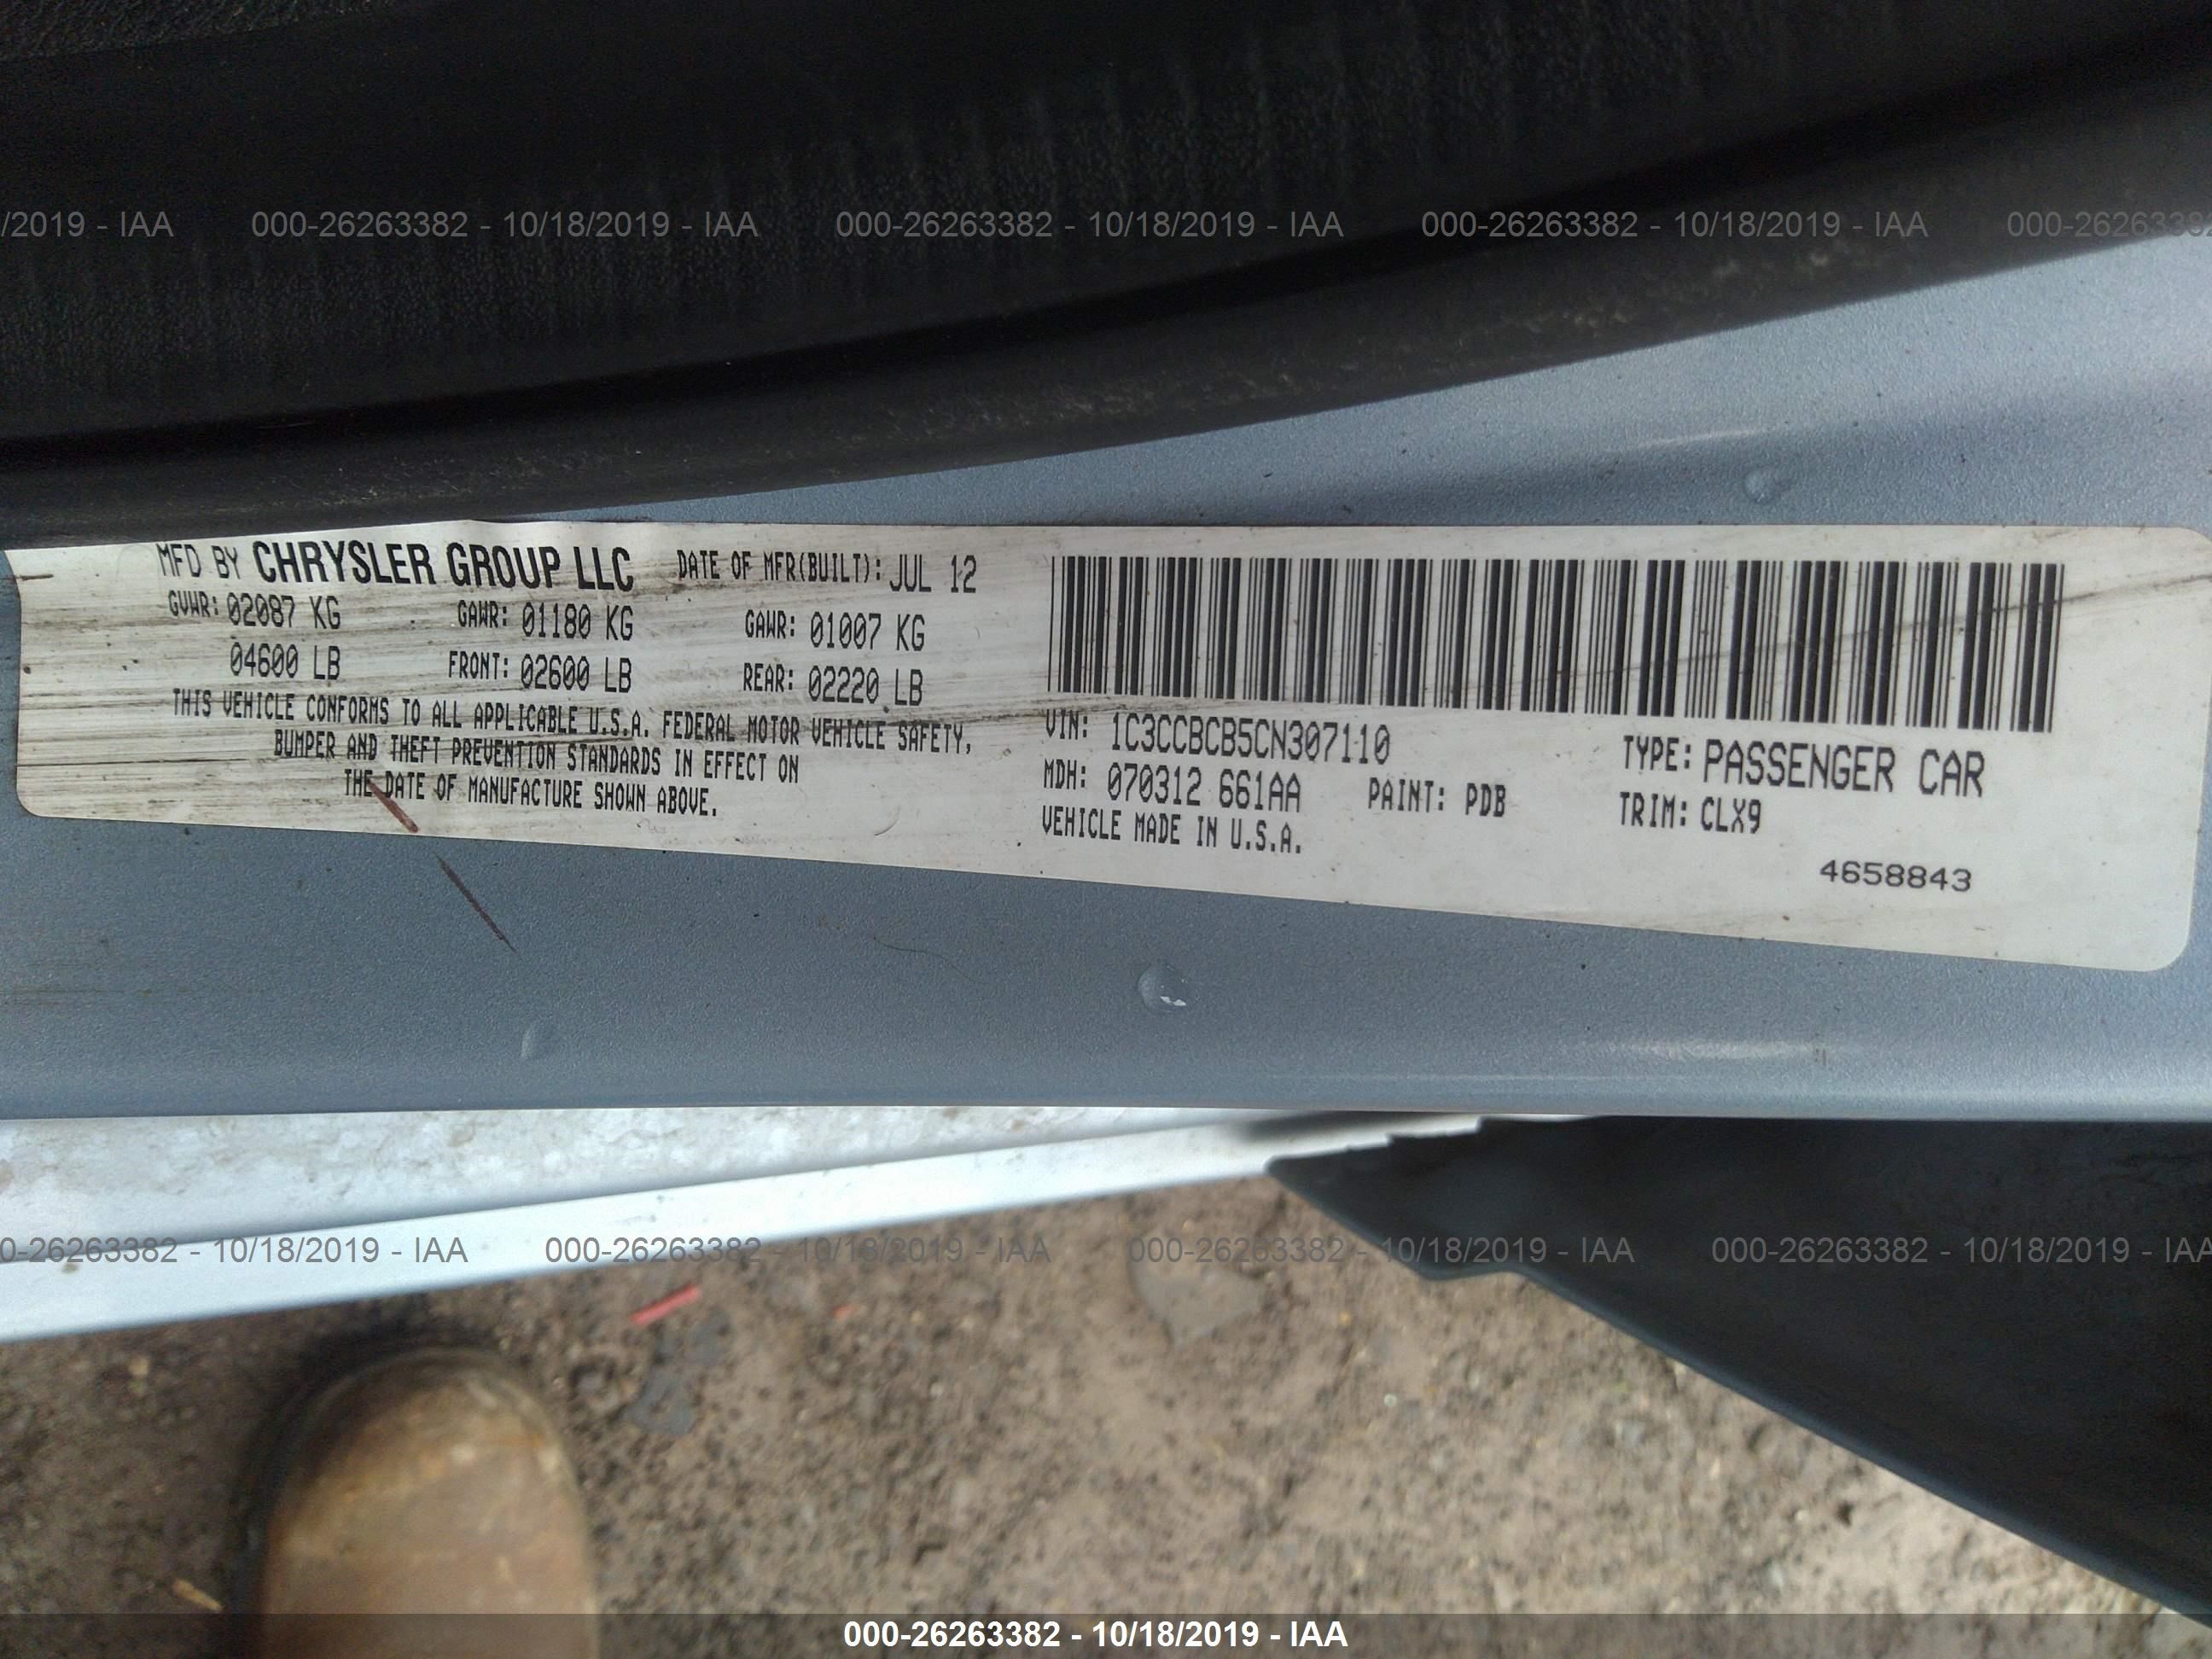 /2019 - IAA 000-26263382 - 10/18/2019 - IAA 000-26263382 - 10/18/2019 - IAA 000-26263382 - 10/18/2019 - IAA 000-2626338
MFD BY CHRYSLER GROUP LLC DATE OF MFR(BUILT): JUL 12
GVWR: 02087 KG GAWR: 01180 KG GAWR: 01007 KG
04600 LB FRONT: 02600 LB REAR: 02220 LB
THIS VEHICLE CONFORMS TO ALL APPLICABLE U.S.A. FEDERAL MOTOR VEHICLE SAFETY,
BUMPER AND THEFT PREVENTION STANDARDS IN EFFECT ON
THE DATE OF MANUFACTURE SHOWN ABOVE.
VIN: 1C3CCBCB5CN307110 TYPE: PASSENGER CAR
MDH: 070312 661AA PAINT: PDB TRIM: CLX9
VEHICLE MADE IN U.S.A.
4658843
0-26263382 - 10/18/2019 - IAA 000-26263382 - 10/18/2019 - IAA 000-26263382 - 10/18/2019 - IAA 000-26263382 - 10/18/2019 - IAA
000-26263382 - 10/18/2019 - IAA